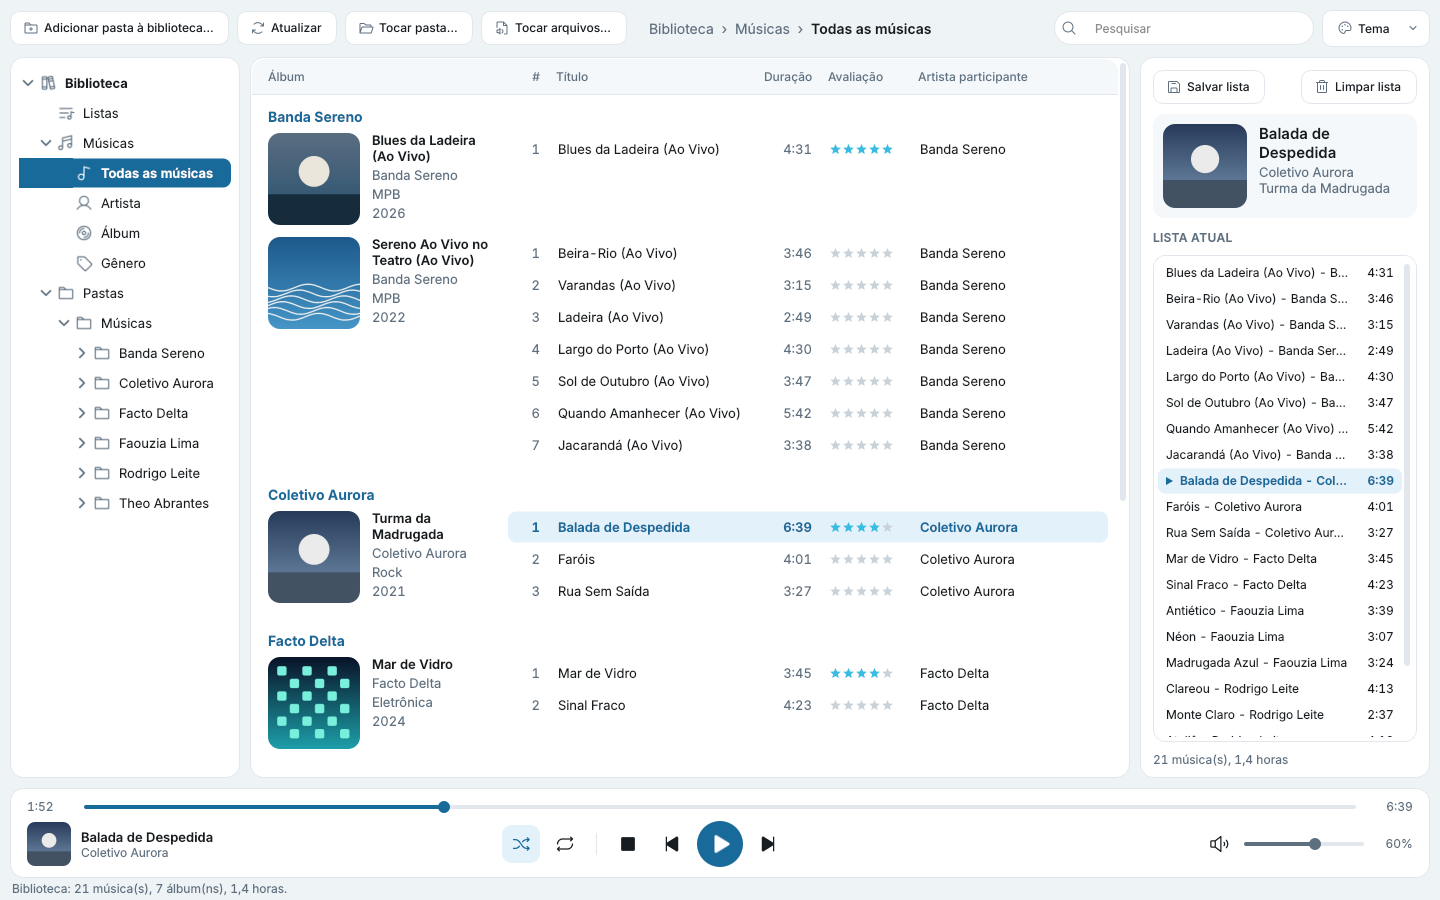 Adicionar pasta à biblioteca...
Atualizar
Tocar pasta...
Tocar arquivos...
Biblioteca › Músicas › Todas as músicas
Pesquisar
Tema
Biblioteca
Listas
Músicas
Todas as músicas
Artista
Álbum
Gênero
Pastas
Músicas
Banda Sereno
Coletivo Aurora
Facto Delta
Faouzia Lima
Rodrigo Leite
Theo Abrantes
Álbum # Título Duração Avaliação Artista participante
Banda Sereno
Blues da Ladeira
(Ao Vivo)
Banda Sereno
MPB
2026
1 Blues da Ladeira (Ao Vivo) 4:31 Banda Sereno
Sereno Ao Vivo no
Teatro (Ao Vivo)
Banda Sereno
MPB
2022
1 Beira-Rio (Ao Vivo) 3:46 Banda Sereno
2 Varandas (Ao Vivo) 3:15 Banda Sereno
3 Ladeira (Ao Vivo) 2:49 Banda Sereno
4 Largo do Porto (Ao Vivo) 4:30 Banda Sereno
5 Sol de Outubro (Ao Vivo) 3:47 Banda Sereno
6 Quando Amanhecer (Ao Vivo) 5:42 Banda Sereno
7 Jacarandá (Ao Vivo) 3:38 Banda Sereno
Coletivo Aurora
Turma da
Madrugada
Coletivo Aurora
Rock
2021
1 Balada de Despedida 6:39 Coletivo Aurora
2 Faróis 4:01 Coletivo Aurora
3 Rua Sem Saída 3:27 Coletivo Aurora
Facto Delta
Mar de Vidro
Facto Delta
Eletrônica
2024
1 Mar de Vidro 3:45 Facto Delta
2 Sinal Fraco 4:23 Facto Delta
Salvar lista
Limpar lista
Balada de
Despedida
Coletivo Aurora
Turma da Madrugada
LISTA ATUAL
Blues da Ladeira (Ao Vivo) - B... 4:31
Beira-Rio (Ao Vivo) - Banda S... 3:46
Varandas (Ao Vivo) - Banda S... 3:15
Ladeira (Ao Vivo) - Banda Ser... 2:49
Largo do Porto (Ao Vivo) - Ba... 4:30
Sol de Outubro (Ao Vivo) - Ba... 3:47
Quando Amanhecer (Ao Vivo) ... 5:42
Jacarandá (Ao Vivo) - Banda ... 3:38
Balada de Despedida - Col... 6:39
Faróis - Coletivo Aurora 4:01
Rua Sem Saída - Coletivo Aur... 3:27
Mar de Vidro - Facto Delta 3:45
Sinal Fraco - Facto Delta 4:23
Antiético - Faouzia Lima 3:39
Néon - Faouzia Lima 3:07
Madrugada Azul - Faouzia Lima 3:24
Clareou - Rodrigo Leite 4:13
Monte Claro - Rodrigo Leite 2:37
21 música(s), 1,4 horas
1:52
6:39
Balada de Despedida
Coletivo Aurora
60%
Biblioteca: 21 música(s), 7 álbum(ns), 1,4 horas.